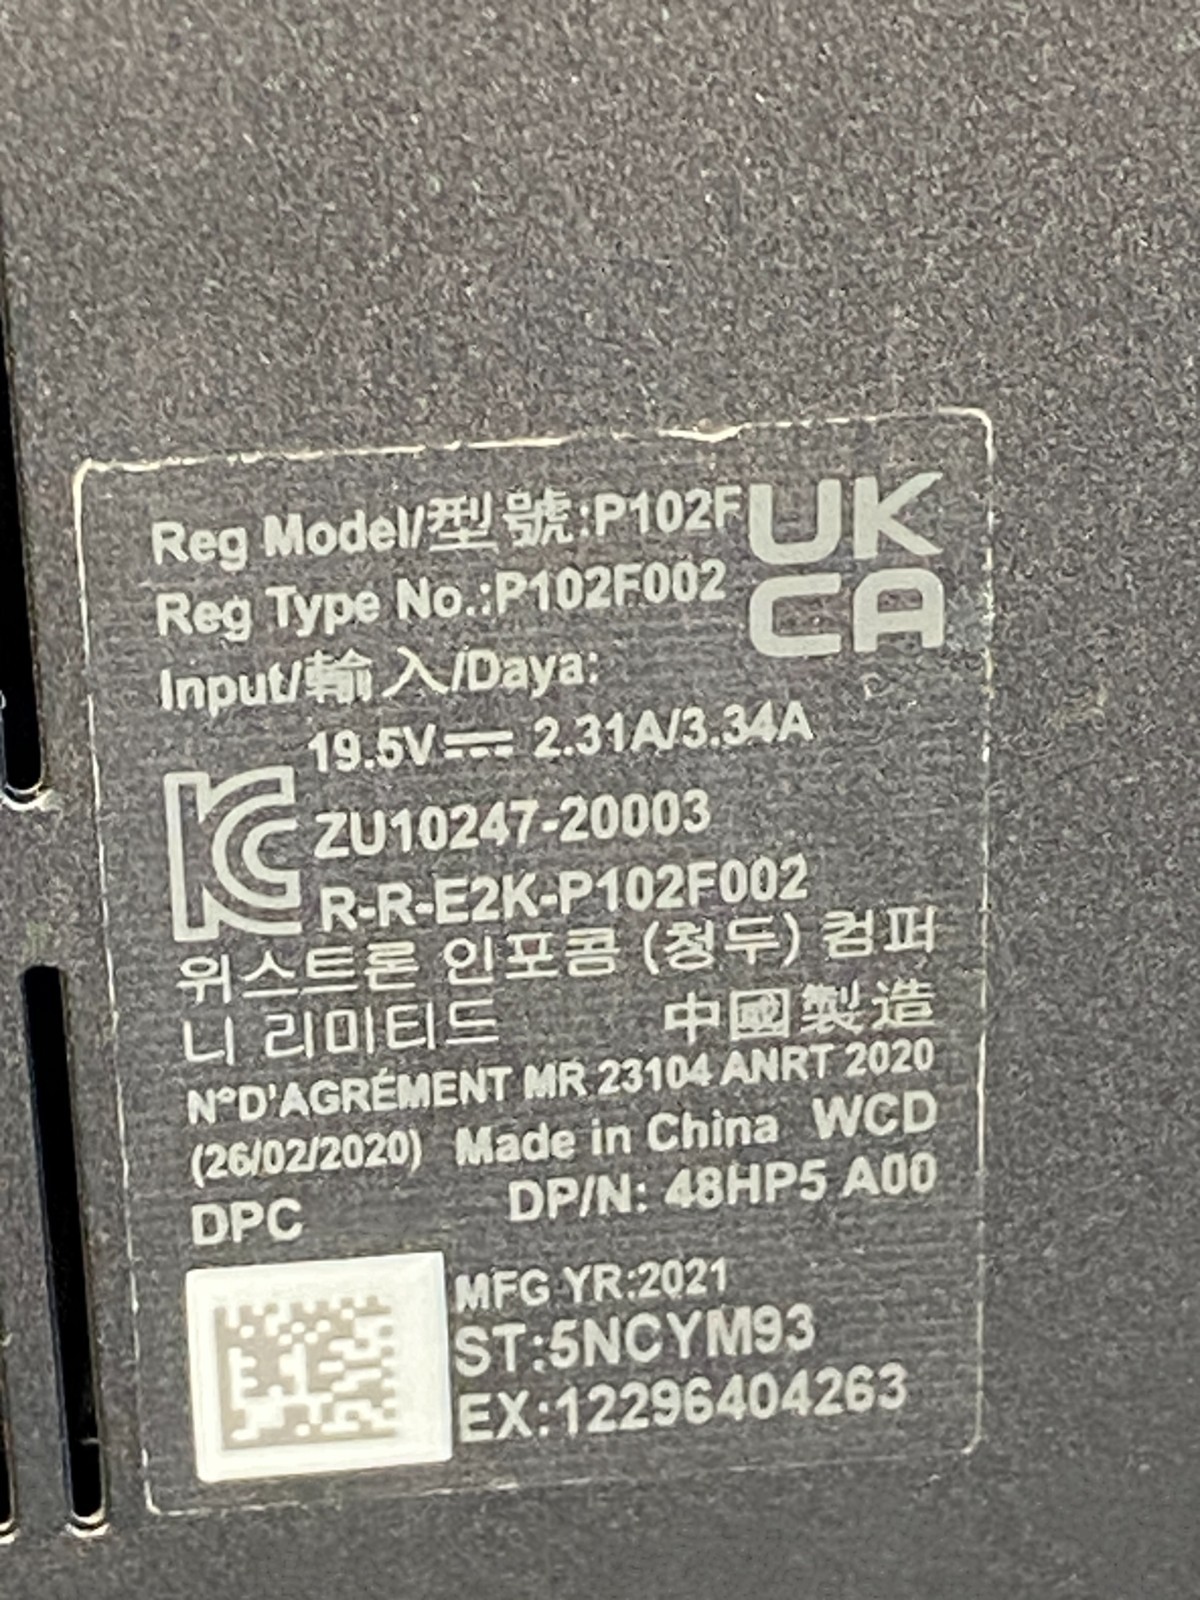 Reg Model/型號:P102F
UK
CA
Reg Type No.:P102F002
Input/輸入/Daya:
19.5V⎓ 2.31A/3.34A
ZU10247-20003
R-R-E2K-P102F002
위스트론 인포콤 (청두) 컴퍼
니 리미티드 中國製造
N°D'AGRÉMENT MR 23104 ANRT 2020
(26/02/2020) Made in China WCD
DPC DP/N: 48HP5 A00
MFG YR:2021
ST:5NCYM93
EX:12296404263